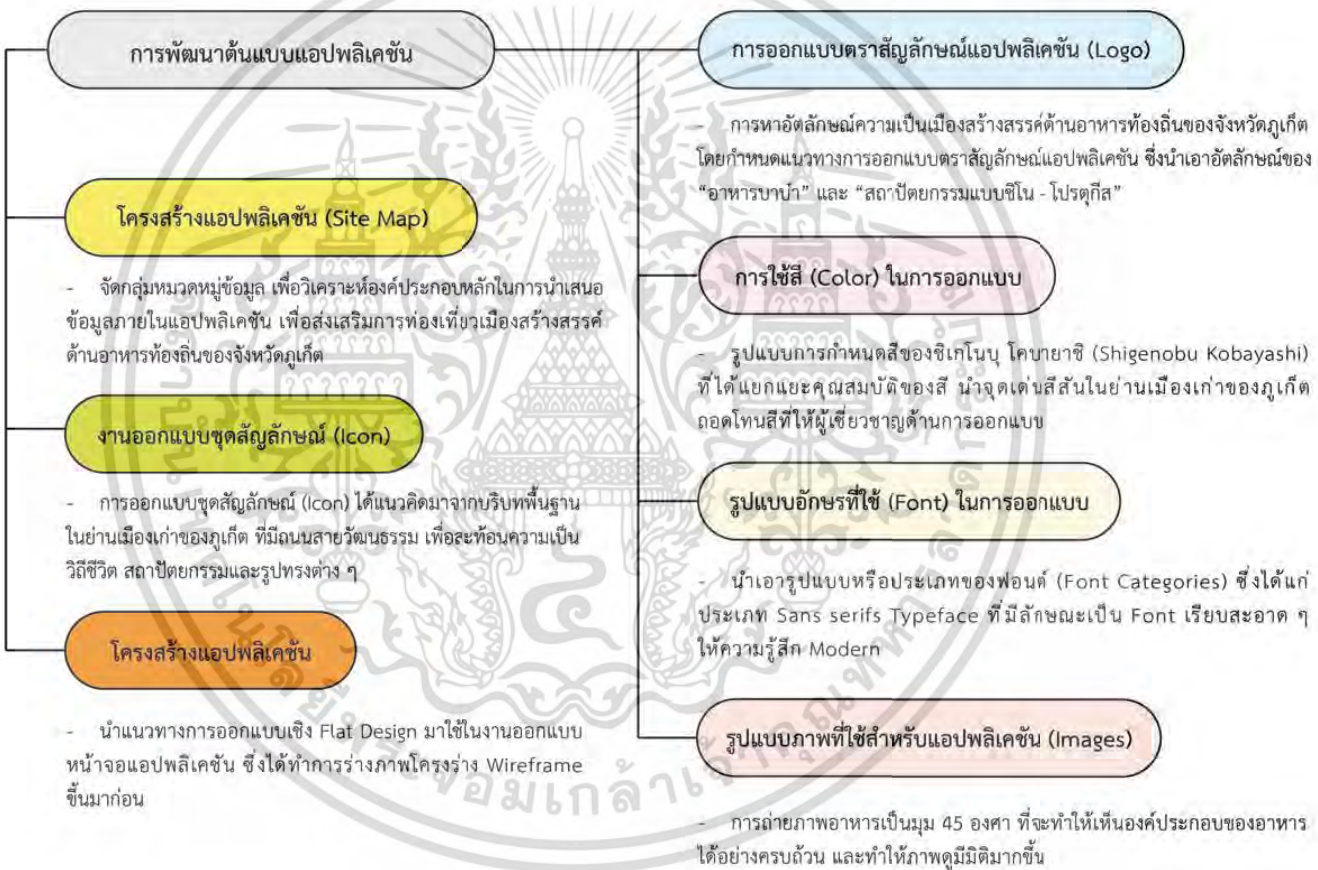 การพัฒนาต้นแบบแอปพลิเคชัน
โครงสร้างแอปพลิเคชัน (Site Map)
- จัดกลุ่มหมวดหมู่ข้อมูล เพื่อวิเคราะห์องค์ประกอบหลักในการนำเสนอ
ข้อมูลภายในแอปพลิเคชัน เพื่อส่งเสริมการท่องเที่ยวเมืองสร้างสรรค์
ด้านอาหารท้องถิ่นของจังหวัดภูเก็ต
งานออกแบบชุดสัญลักษณ์ (Icon)
- การออกแบบชุดสัญลักษณ์ (Icon) ได้แนวคิดมาจากบริบทพื้นฐาน
ในย่านเมืองเก่าของภูเก็ต ที่มีถนนสายวัฒนธรรม เพื่อสะท้อนความเป็น
วิถีชีวิต สถาปัตยกรรมและรูปทรงต่าง ๆ
โครงสร้างแอปพลิเคชัน
- นำแนวทางการออกแบบเชิง Flat Design มาใช้ในงานออกแบบ
หน้าจอแอปพลิเคชัน ซึ่งได้ทำการร่างภาพโครงร่าง Wireframe
ขึ้นมาก่อน
การออกแบบตราสัญลักษณ์แอปพลิเคชัน (Logo)
- การหาอัตลักษณ์ความเป็นเมืองสร้างสรรค์ด้านอาหารท้องถิ่นของจังหวัดภูเก็ต
โดยกำหนดแนวทางการออกแบบตราสัญลักษณ์แอปพลิเคชัน ซึ่งนำเอาอัตลักษณ์ของ
“อาหารบาบ๋า” และ “สถาปัตยกรรมแบบชิโน - โปรตุกีส”
การใช้สี (Color) ในการออกแบบ
- รูปแบบการกำหนดสีของชิเกโนบุ โคบายาชิ (Shigenobu Kobayashi)
ที่ได้แยกแยะคุณสมบัติของสี นำจุดเด่นสีสันในย่านเมืองเก่าของภูเก็ต
ถอดโทนสีที่ให้ผู้เชี่ยวชาญด้านการออกแบบ
รูปแบบอักษรที่ใช้ (Font) ในการออกแบบ
- นำเอารูปแบบหรือประเภทของฟอนต์ (Font Categories) ซึ่งได้แก่
ประเภท Sans serifs Typeface ที่มีลักษณะเป็น Font เรียบสะอาด ๆ
ให้ความรู้สึก Modern
รูปแบบภาพที่ใช้สำหรับแอปพลิเคชัน (Images)
- การถ่ายภาพอาหารเป็นมุม 45 องศา ที่จะทำให้เห็นองค์ประกอบของอาหาร
ได้อย่างครบถ้วน และทำให้ภาพดูมีมิติมากขึ้น